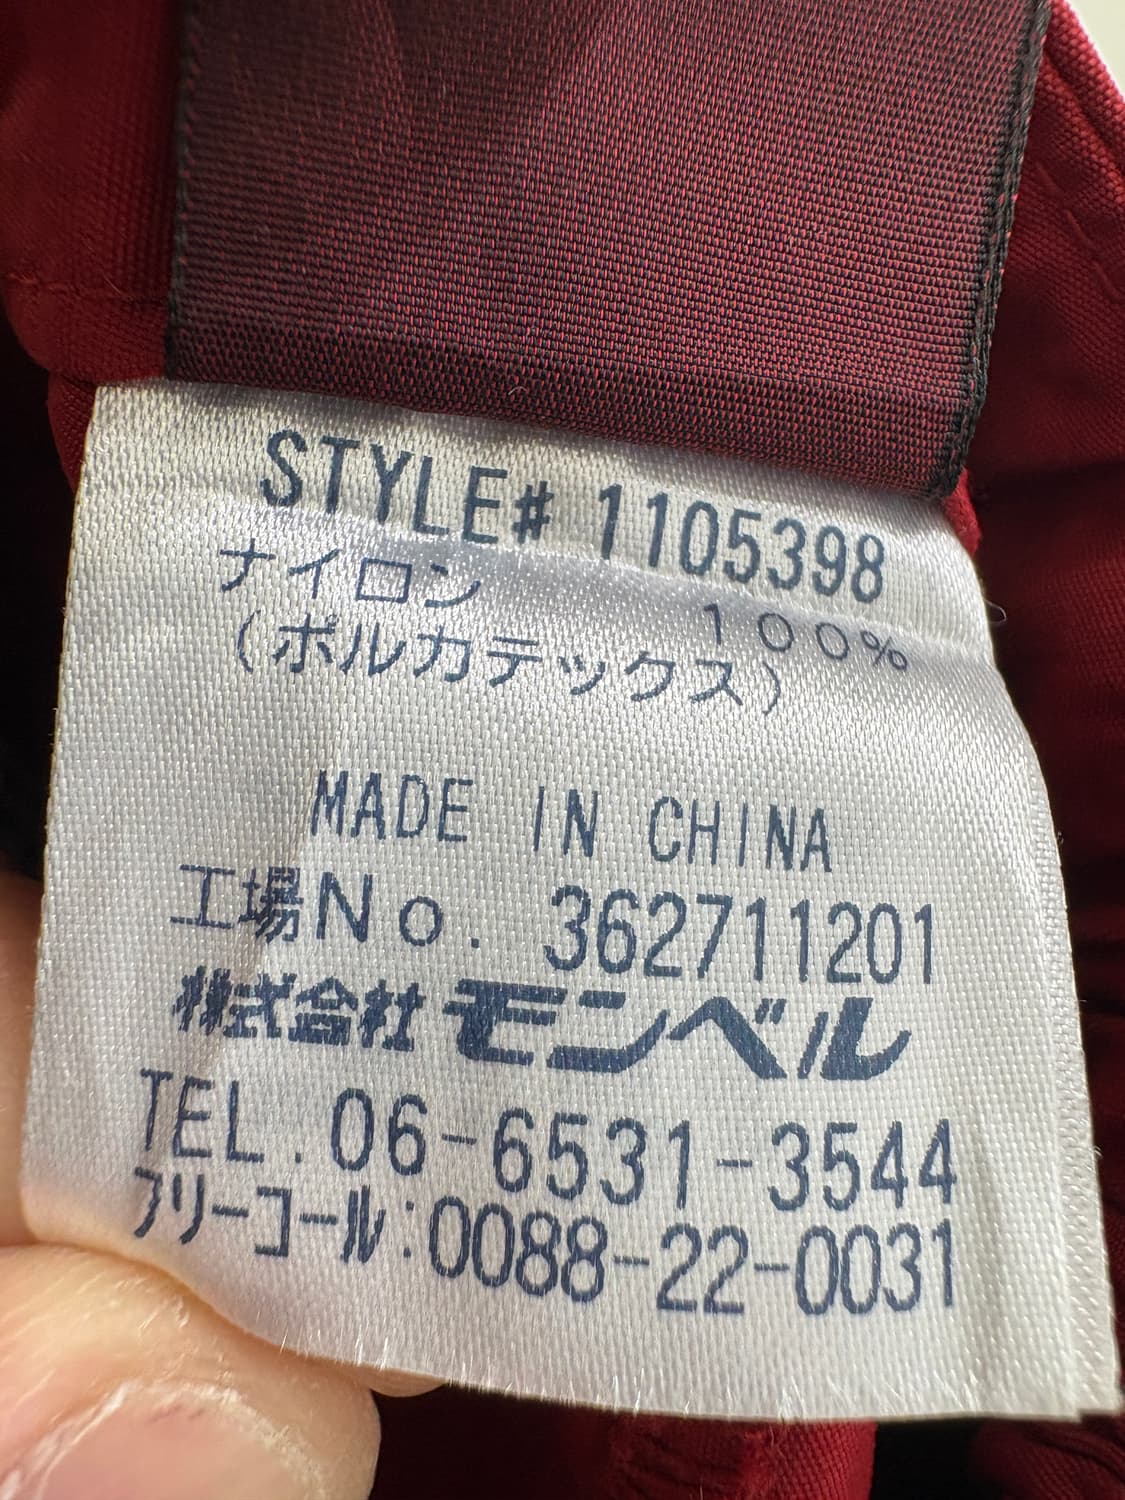 STYLE# 1105398
ナイロン 100%
(ポルカテックス)
MADE IN CHINA
工場No. 362711201
株式会社モンベル
TEL. 06-6531-3544
フリーコール:0088-22-0031